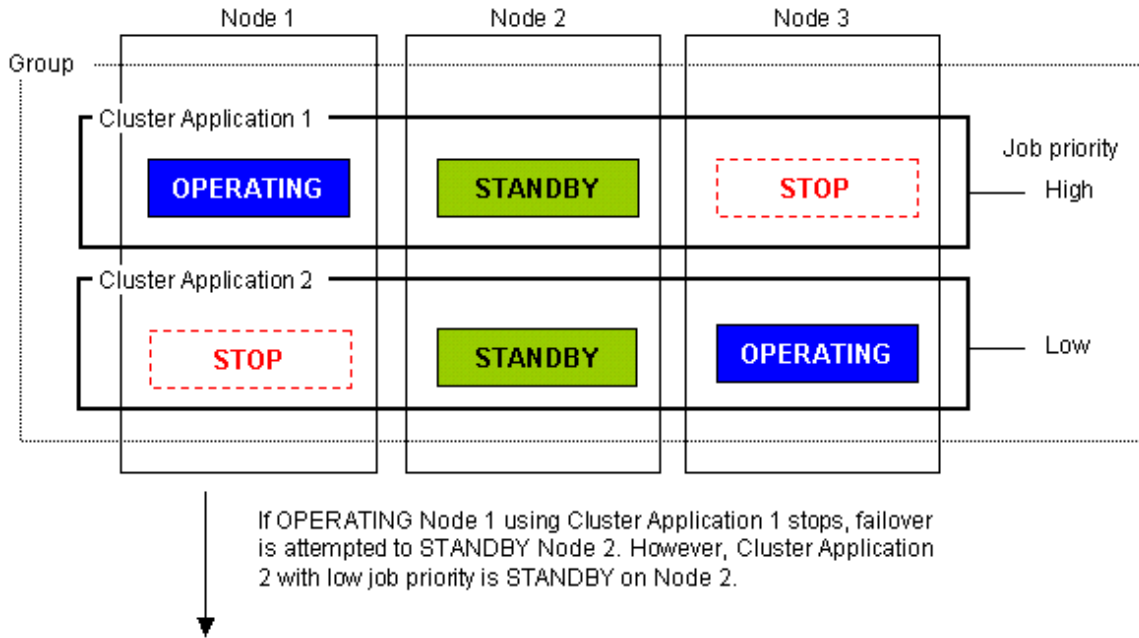 Node 1 Node 2 Node 3
Group
Cluster Application 1
Job priority
OPERATING STANDBY STOP High
Cluster Application 2
STOP STANDBY OPERATING Low
If OPERATING Node 1 using Cluster Application 1 stops, failover
is attempted to STANDBY Node 2. However, Cluster Application
2 with low job priority is STANDBY on Node 2.